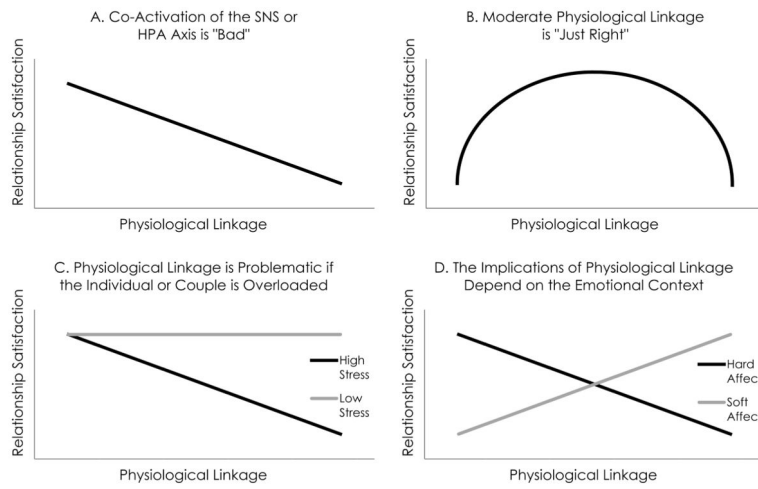 A. Co-Activation of the SNS or
HPA Axis is "Bad"
Relationship Satisfaction
Physiological Linkage
B. Moderate Physiological Linkage
is "Just Right"
Relationship Satisfaction
Physiological Linkage
C. Physiological Linkage is Problematic if
the Individual or Couple is Overloaded
Relationship Satisfaction
High
Stress
Low
Stress
Physiological Linkage
D. The Implications of Physiological Linkage
Depend on the Emotional Context
Relationship Satisfaction
Hard
Affec
Soft
Affec
Physiological Linkage